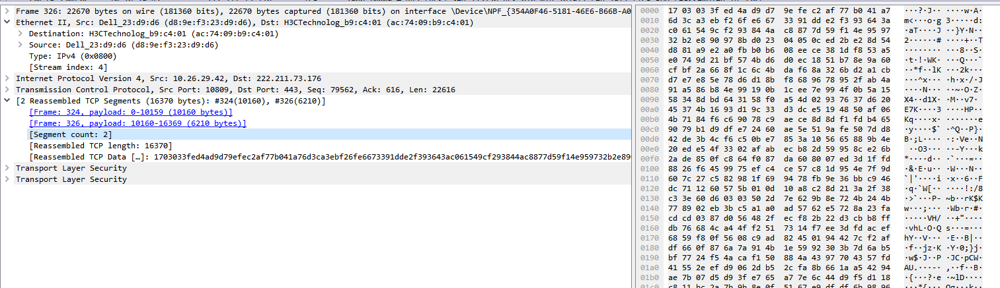 Frame 326: 22670 bytes on wire (181360 bits), 22670 bytes captured (181360 bits) on interface \Device\NPF_{354A0F46-5181-46E6-B66B-A0
Ethernet II, Src: Dell_23:d9:d6 (d8:9e:f3:23:d9:d6), Dst: H3CTechnolog_b9:c4:01 (ac:74:09:b9:c4:01)
Destination: H3CTechnolog_b9:c4:01 (ac:74:09:b9:c4:01)
Source: Dell_23:d9:d6 (d8:9e:f3:23:d9:d6)
Type: IPv4 (0x0800)
[Stream index: 4]
Internet Protocol Version 4, Src: 10.26.29.42, Dst: 222.211.73.176
Transmission Control Protocol, Src Port: 10809, Dst Port: 443, Seq: 79562, Ack: 616, Len: 22616
[2 Reassembled TCP Segments (16370 bytes): #324(10160), #326(6210)]
[Frame: 324, payload: 0-10159 (10160 bytes)]
[Frame: 326, payload: 10160-16369 (6210 bytes)]
[Segment count: 2]
[Reassembled TCP length: 16370]
[Reassembled TCP Data […]: 1703033fed4ad9d79efec2af77b041a76d3ca3ebf26fe6673391dde2f393643ac061549cf293844ac8877d59f14e959732b2e89
Transport Layer Security
Transport Layer Security
0000 17 03 03 3f ed 4a d9 d7 9e fe c2 af 77 b0 41 a7 ···?·J·· ····w·A·
0010 6d 3c a3 eb f2 6f e6 67 33 91 dd e2 f3 93 64 3a m<···o·g 3·····d:
0020 c0 61 54 9c f2 93 84 4a c8 87 7d 59 f1 4e 95 97 ·aT····J ··}Y·N··
0030 32 b2 e8 90 97 8b d0 23 04 05 0c ed 2b e2 8d 54 2······# ····+··T
0040 d8 81 a9 e2 a0 fb b0 b6 08 ee ce 38 1d f8 53 a5 ········ ···8··S·
0050 e0 74 9d 21 bf 57 4b d6 d0 ec 18 51 b7 8e 9a 60 ·t·!·WK· ···Q···`
0060 cf bf 2a 66 8f 1c 6c 4b da f6 8a 32 6b d2 a1 cb ··*f··lK ···2k···
0070 d7 e7 e8 5e 78 d6 d1 8b f8 68 96 78 95 2f ab 4a ···^x··· ·h·x·/·J
0080 91 a5 86 b8 4e 99 19 0b 1c ee 7e 99 4f 0b 5a 15 ····N··· ··~·O·Z·
0090 58 34 8b bd 64 31 58 f0 a5 4d 02 93 76 37 d6 20 X4··d1X· ·M··v7·
00a0 45 37 4b 16 93 d1 9c 33 d3 dc e5 19 48 50 af 06 E7K····3 ····HP··
00b0 4b 71 84 f6 c6 90 78 c9 ae ce 8d 8d f1 fd b4 65 Kq····x· ·······e
00c0 90 79 b1 d9 df e7 24 60 ae 5e 51 9a fe 50 7d d8 ·y····$` ·^Q··P}·
00d0 42 de 3b 4c f6 c5 0b e7 85 3a 10 56 65 88 9b 4e B·;L···· ·:·Ve··N
00e0 20 ed e5 4f 33 02 af ab ec b8 2d 59 95 8c e2 6b  ··O3··· ··-Y···k
00f0 2a de 85 0f c8 64 f0 87 da 60 80 07 ed 3d 1f fd *····d·· ·`···=··
0100 88 26 f6 45 99 75 ef c4 ce 57 c8 1d 95 4e 7f 9d ·&·E·u·· ·W···N··
0110 60 7c 27 c5 82 98 1f 69 94 78 fb 9e 36 bb c9 46 `|'····i ·x··6··F
0120 dc 71 12 60 57 5b 01 0d 10 a8 c2 8d 21 3a 2f 38 ·q·`W[·· ····!:/8
0130 c3 3e 60 d6 03 03 50 2d 7e 62 9b 8e 72 4b 24 4b ·>`···P- ~b··rK$K
0140 77 89 02 eb 3b c5 a1 a0 ad 57 62 e5 72 8a 23 fa w···;··· ·Wb·r·#·
0150 cd cd 03 87 d0 56 48 2f ec f8 2b 22 d3 cb b8 ff ·····VH/ ··+"····
0160 db 76 68 4c a4 4f f2 51 73 14 f7 ee 3d fd ac ef ·vhL·O·Q s···=···
0170 68 59 f8 0f 56 08 c9 ad 82 45 01 94 42 7c f2 af hY··V··· ·E··B|··
0180 df 66 0f 87 6a 7a 91 4b 1e 59 92 30 3b 7d 6a b5 ·f··jz·K ·Y·0;}j·
0190 bf 77 24 f5 4a ca f1 50 88 4a 43 97 70 43 57 fd ·w$·J··P ·JC·pCW·
01a0 41 55 2e ef d9 06 2d b5 2c fa 8b 66 1a a5 42 94 AU.···-· ,··f··B·
01b0 ae 7b 07 d5 d9 3f e7 65 a7 7e 6c 44 d9 f5 d1 18 ·{···?·e ·~lD····